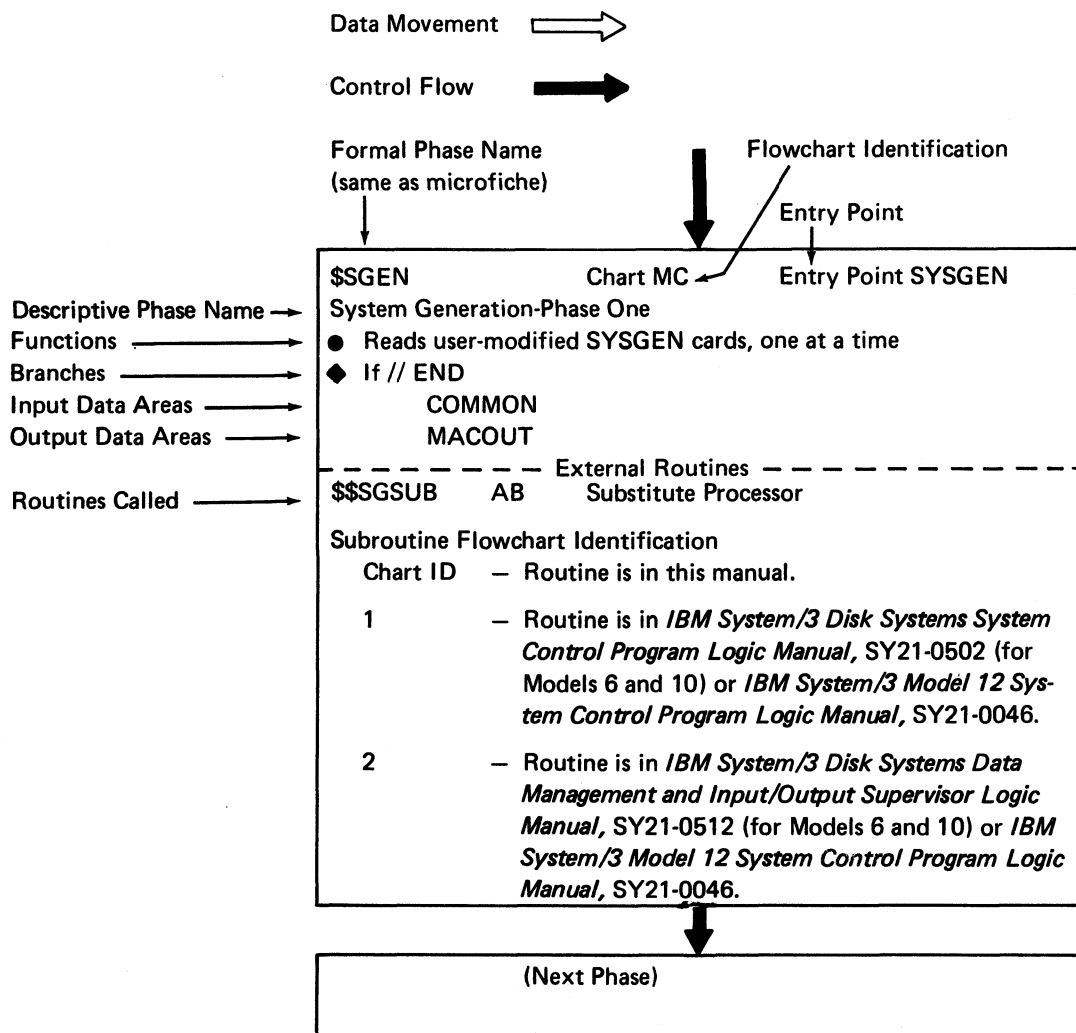 Data Movement
Control Flow
Formal Phase Name
(same as microfiche)
Flowchart Identification
Entry Point
$SGEN Chart MC Entry Point SYSGEN
Descriptive Phase Name System Generation-Phase One
Functions ● Reads user-modified SYSGEN cards, one at a time
Branches ◆ If // END
Input Data Areas COMMON
Output Data Areas MACOUT
External Routines
Routines Called $$SGSUB AB Substitute Processor
Subroutine Flowchart Identification
Chart ID — Routine is in this manual.
1 — Routine is in IBM System/3 Disk Systems System
Control Program Logic Manual, SY21-0502 (for
Models 6 and 10) or IBM System/3 Model 12 Sys-
tem Control Program Logic Manual, SY21-0046.
2 — Routine is in IBM System/3 Disk Systems Data
Management and Input/Output Supervisor Logic
Manual, SY21-0512 (for Models 6 and 10) or IBM
System/3 Model 12 System Control Program Logic
Manual, SY21-0046.
(Next Phase)